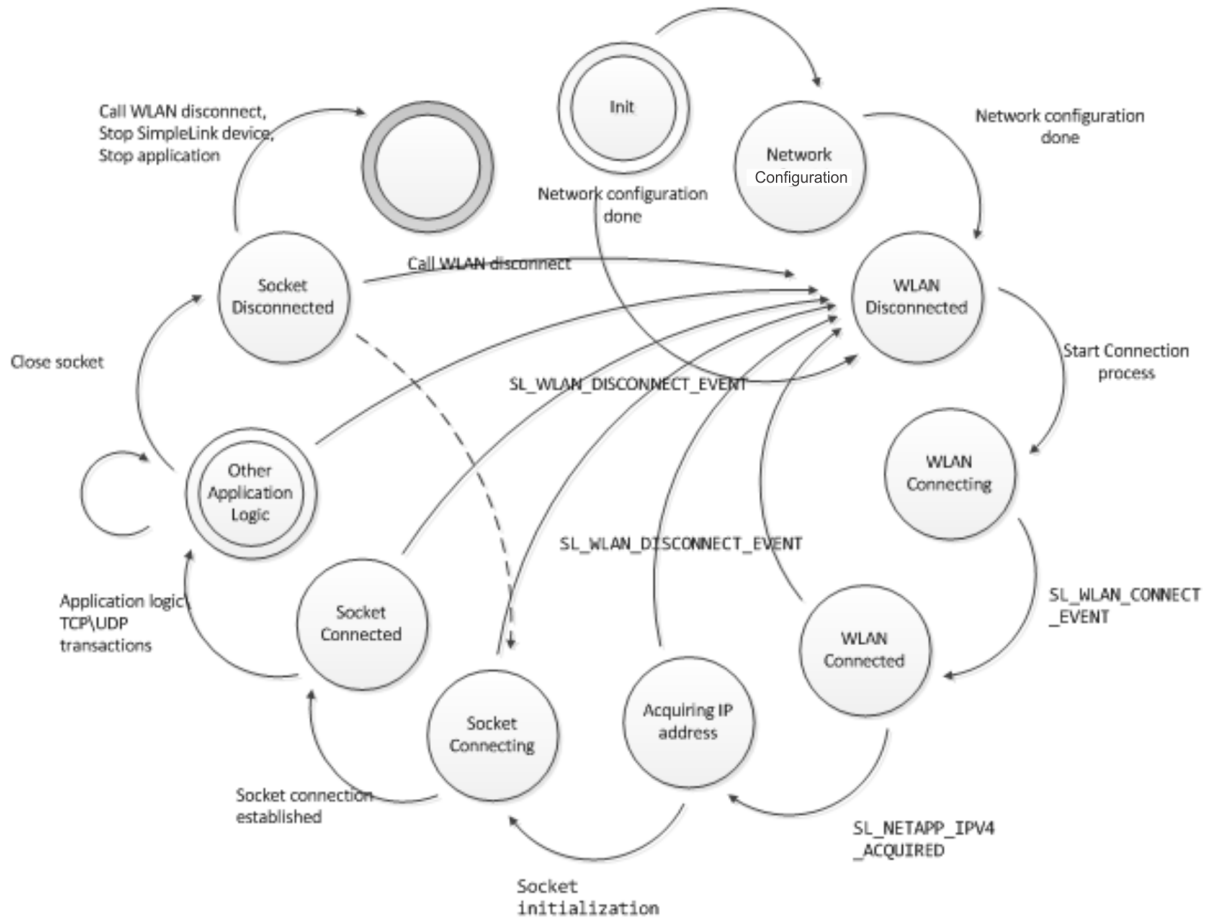 Init
Call WLAN disconnect,
Stop SimpleLink device,
Stop application
Network configuration
done
Network
Configuration
Network configuration
done
Call WLAN disconnect
Socket
Disconnected
WLAN
Disconnected
Close socket
Start Connection
process
SL_WLAN_DISCONNECT_EVENT
Other
Application
Logic
WLAN
Connecting
SL_WLAN_DISCONNECT_EVENT
Application logic\
TCP\UDP
transactions
Socket
Connected
SL_WLAN_CONNECT
_EVENT
WLAN
Connected
Socket
Connecting
Acquiring IP
address
Socket connection
established
SL_NETAPP_IPV4
_ACQUIRED
Socket
initialization